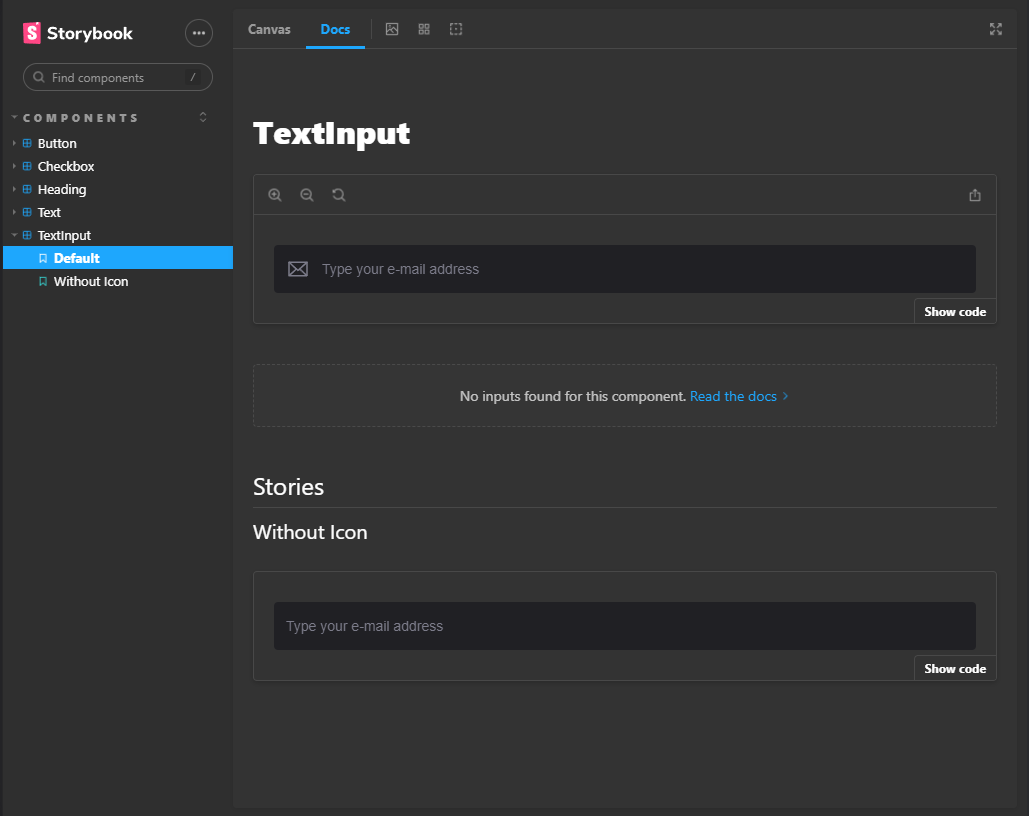 Storybook
Find components /
COMPONENTS
Button
Checkbox
Heading
Text
TextInput
Default
Without Icon
Canvas Docs
TextInput
Type your e-mail address
Show code
No inputs found for this component. Read the docs
Stories
Without Icon
Type your e-mail address
Show code